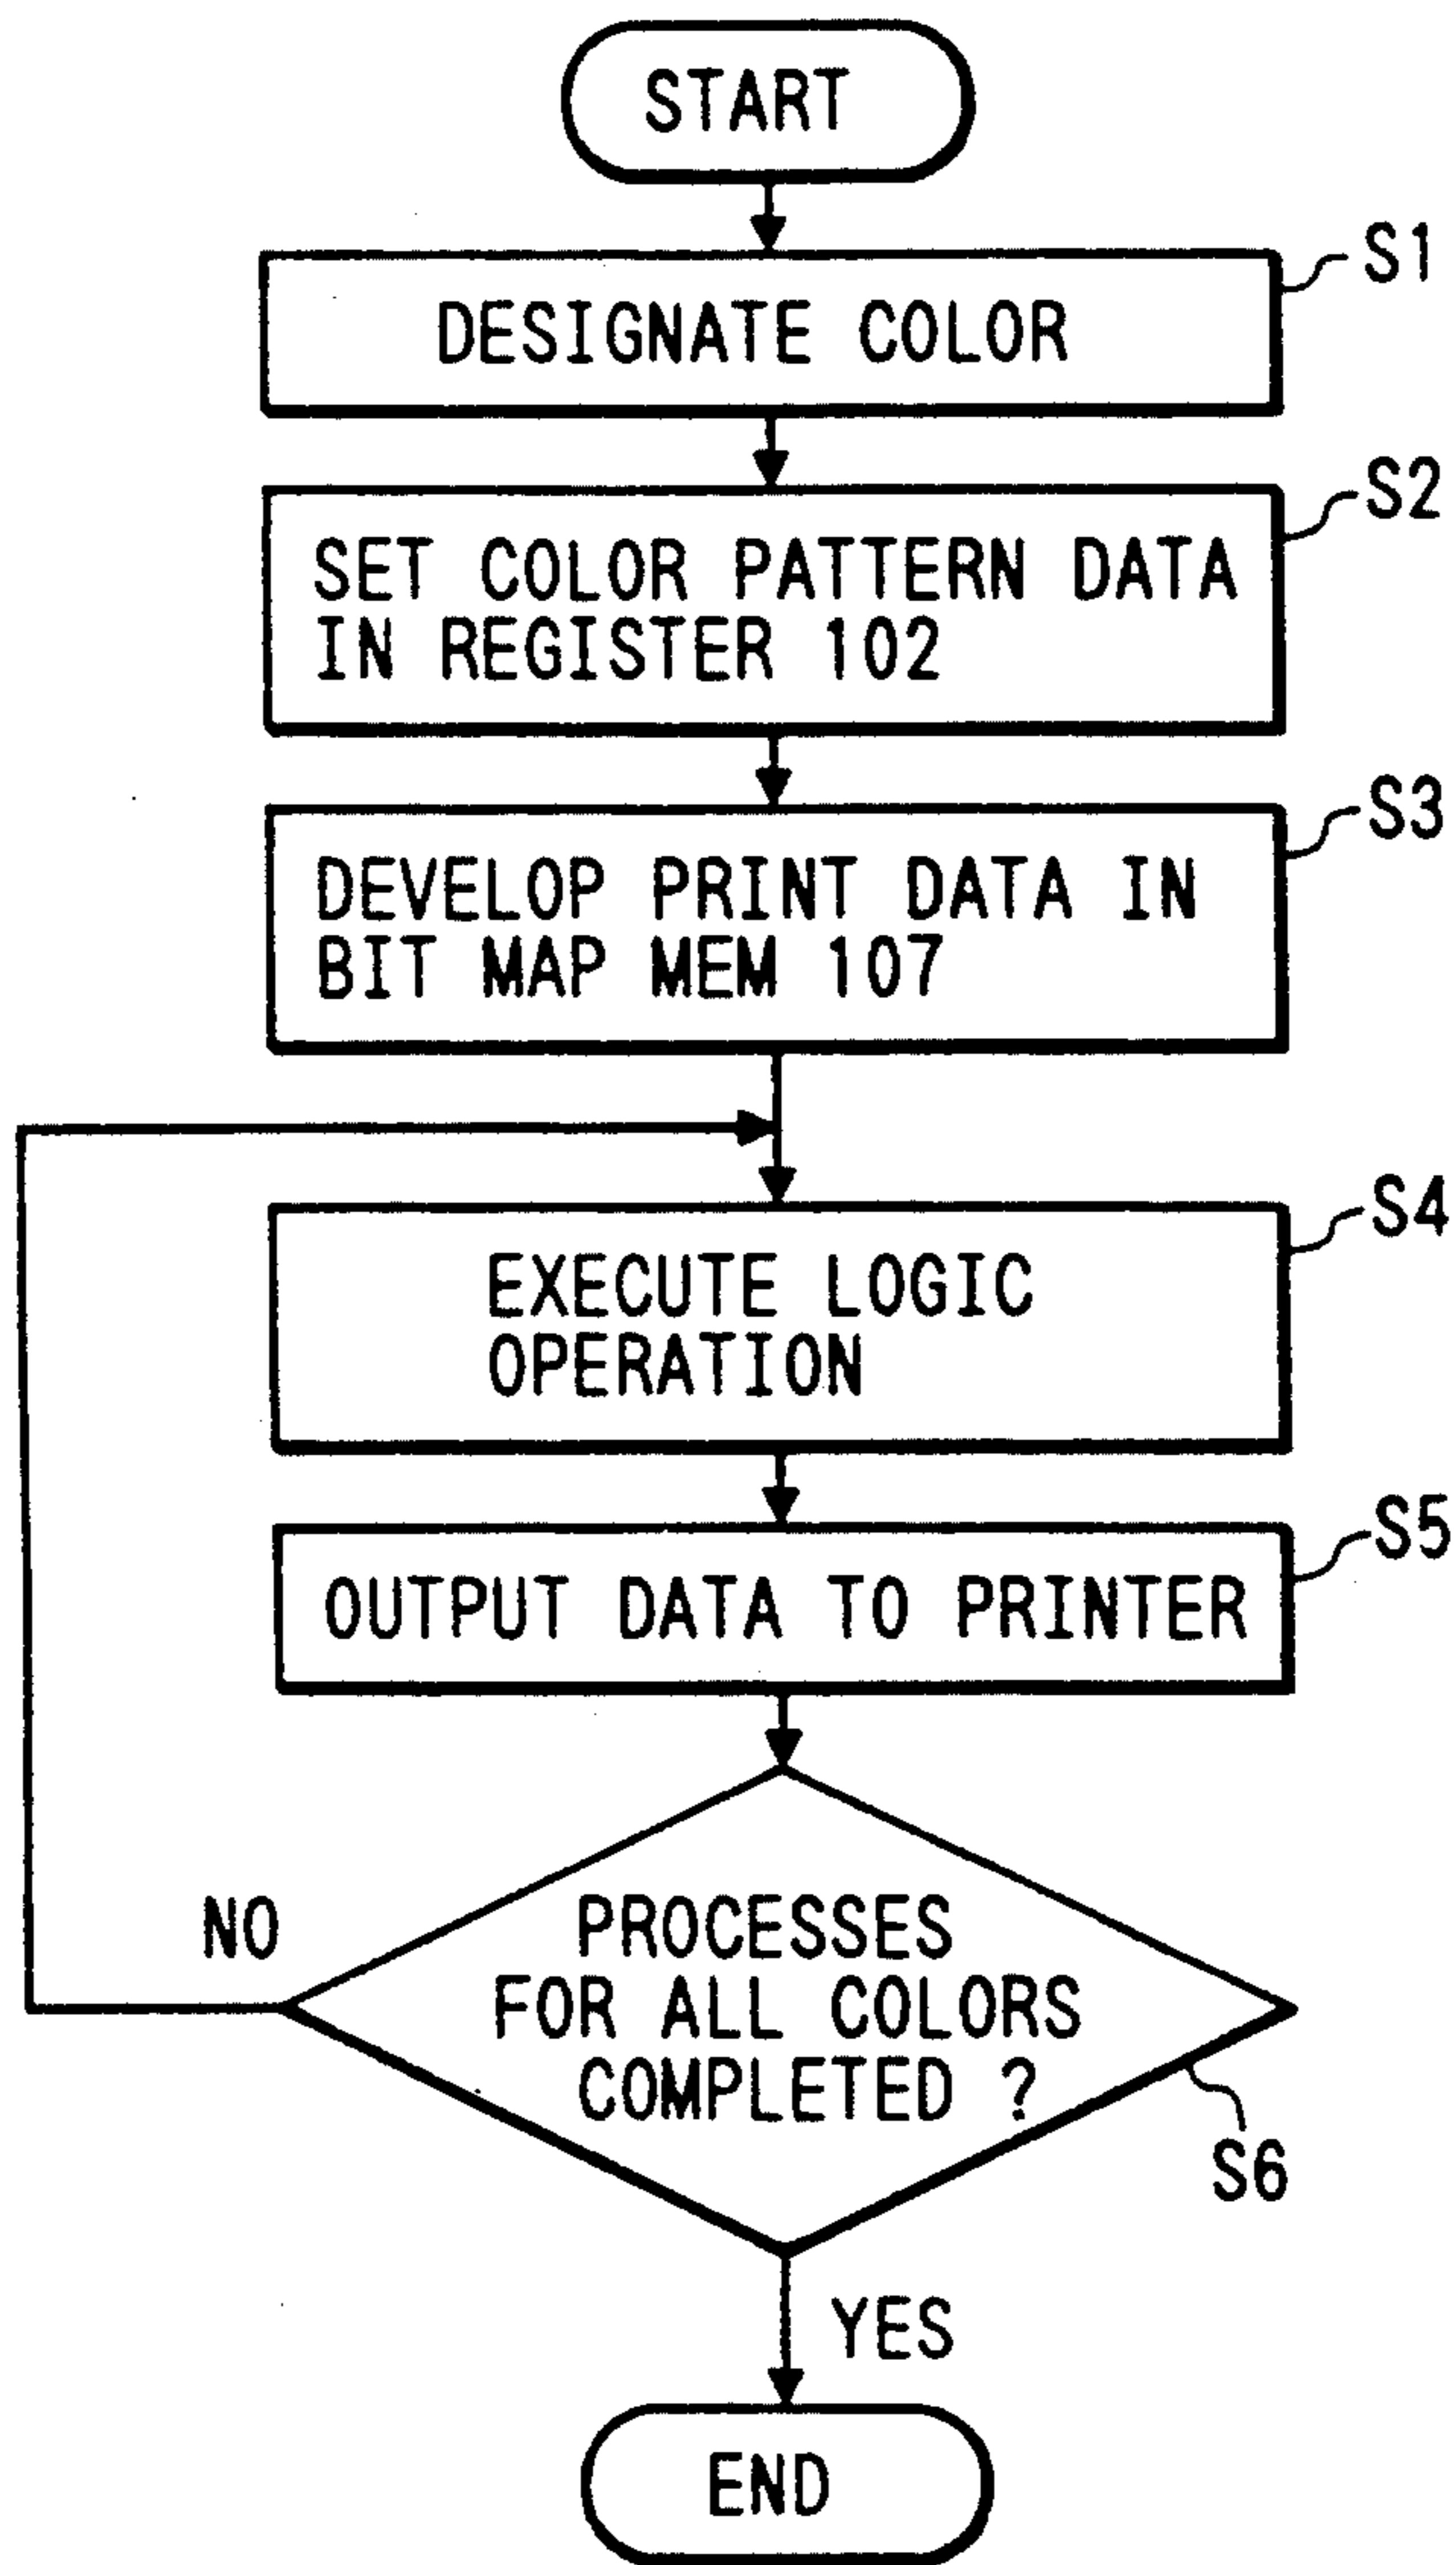 START
DESIGNATE COLOR
S1
SET COLOR PATTERN DATA
IN REGISTER 102
S2
DEVELOP PRINT DATA IN
BIT MAP MEM 107
S3
EXECUTE LOGIC
OPERATION
S4
OUTPUT DATA TO PRINTER
S5
PROCESSES
FOR ALL COLORS
COMPLETED ?
NO
S6
YES
END